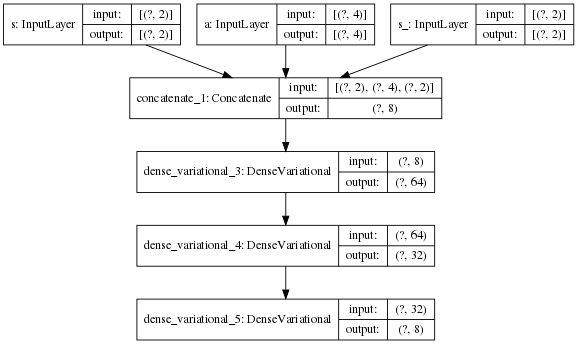 s: InputLayer input: [(?, 2)] output: [(?, 2)]
a: InputLayer input: [(?, 4)] output: [(?, 4)]
s_: InputLayer input: [(?, 2)] output: [(?, 2)]
concatenate_1: Concatenate input: [(?, 2), (?, 4), (?, 2)] output: (?, 8)
dense_variational_3: DenseVariational input: (?, 8) output: (?, 64)
dense_variational_4: DenseVariational input: (?, 64) output: (?, 32)
dense_variational_5: DenseVariational input: (?, 32) output: (?, 8)